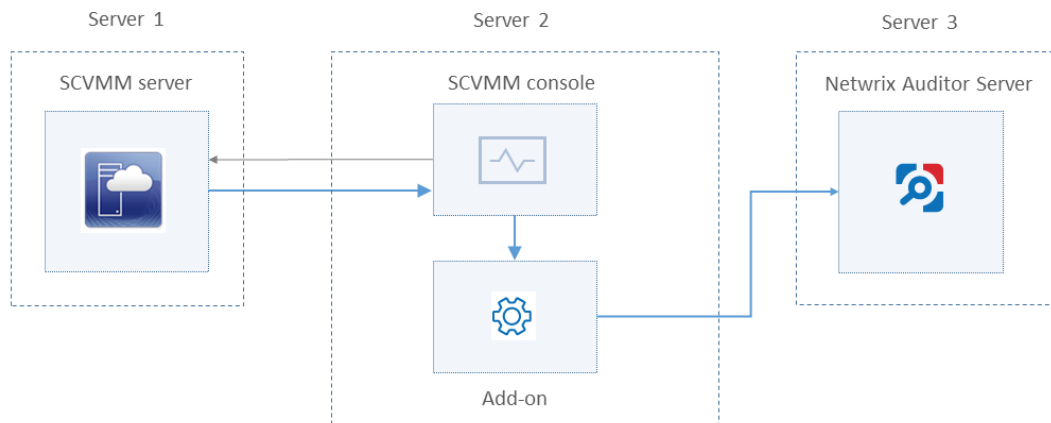 Server 1
Server 2
Server 3
SCVMM server
SCVMM console
Netwrix Auditor Server
Add-on